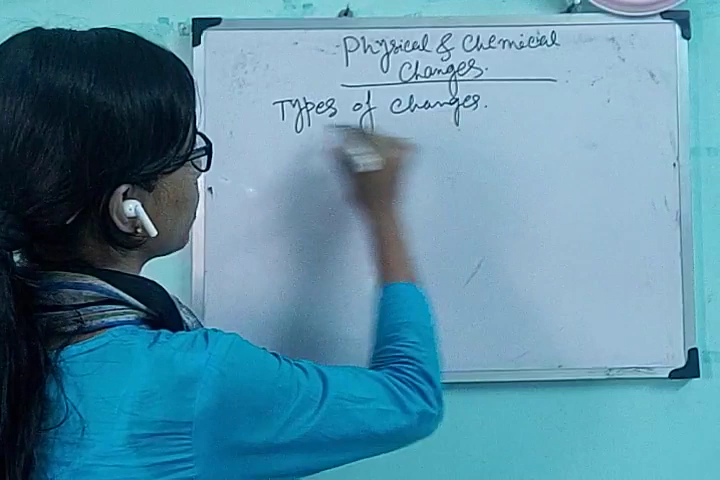 Physical & Chemical
Changes.
Types of changes.